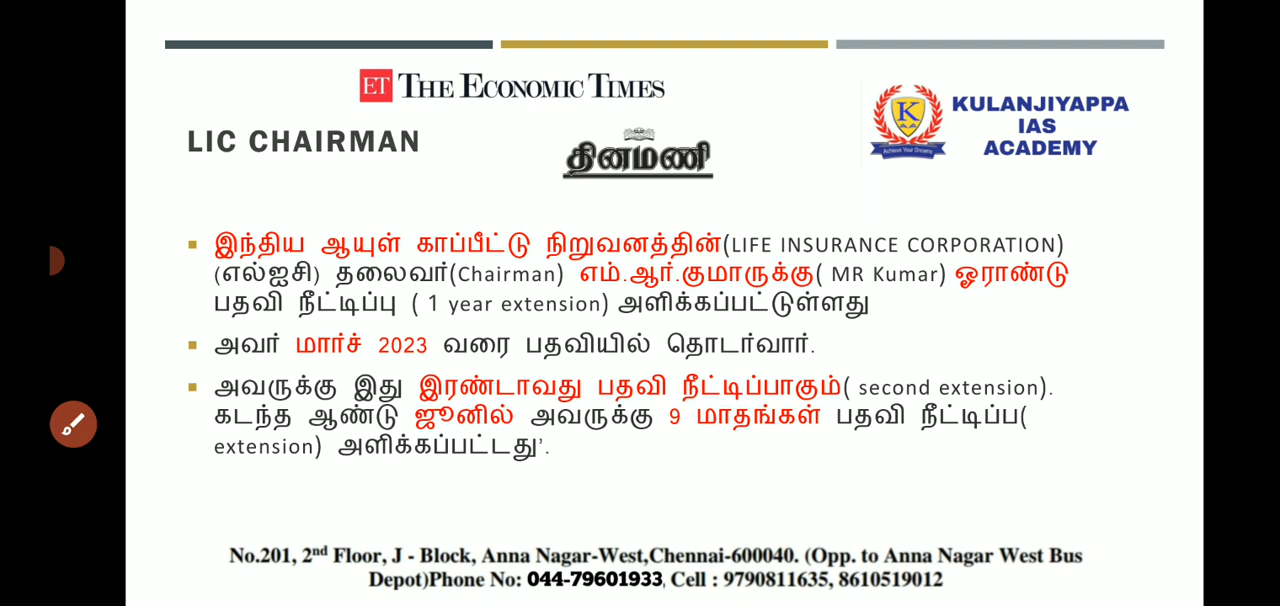 ET THE ECONOMIC TIMES
LIC CHAIRMAN
தினமணி
K
Achieve Your Dreams
KULANJIYAPPA
IAS
ACADEMY
இந்திய ஆயுள் காப்பீட்டு நிறுவனத்தின்(LIFE INSURANCE CORPORATION)
(எல்ஐசி) தலைவர்(Chairman) எம்.ஆர்.குமாருக்கு( MR Kumar) ஓராண்டு
பதவி நீட்டிப்பு ( 1 year extension) அளிக்கப்பட்டுள்ளது
அவர் மார்ச் 2023 வரை பதவியில் தொடர்வார்.
அவருக்கு இது இரண்டாவது பதவி நீட்டிப்பாகும்( second extension).
கடந்த ஆண்டு ஜூனில் அவருக்கு 9 மாதங்கள் பதவி நீட்டிப்ப(
extension) அளிக்கப்பட்டது’.
No.201, 2nd Floor, J - Block, Anna Nagar-West,Chennai-600040. (Opp. to Anna Nagar West Bus
Depot)Phone No: 044-79601933, Cell : 9790811635, 8610519012